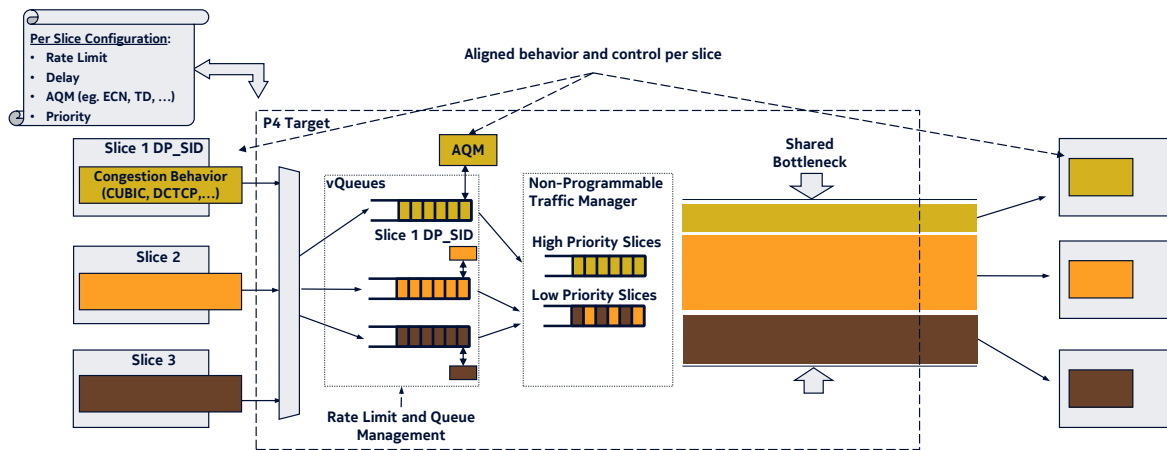 Per Slice Configuration:
• Rate Limit
• Delay
• AQM (eg. ECN, TD, …)
• Priority
Aligned behavior and control per slice
P4 Target
Slice 1 DP_SID
Congestion Behavior
(CUBIC, DCTCP,…)
Slice 2
Slice 3
vQueues
AQM
Slice 1 DP_SID
Rate Limit and Queue
Management
Non-Programmable
Traffic Manager
High Priority Slices
Low Priority Slices
Shared
Bottleneck